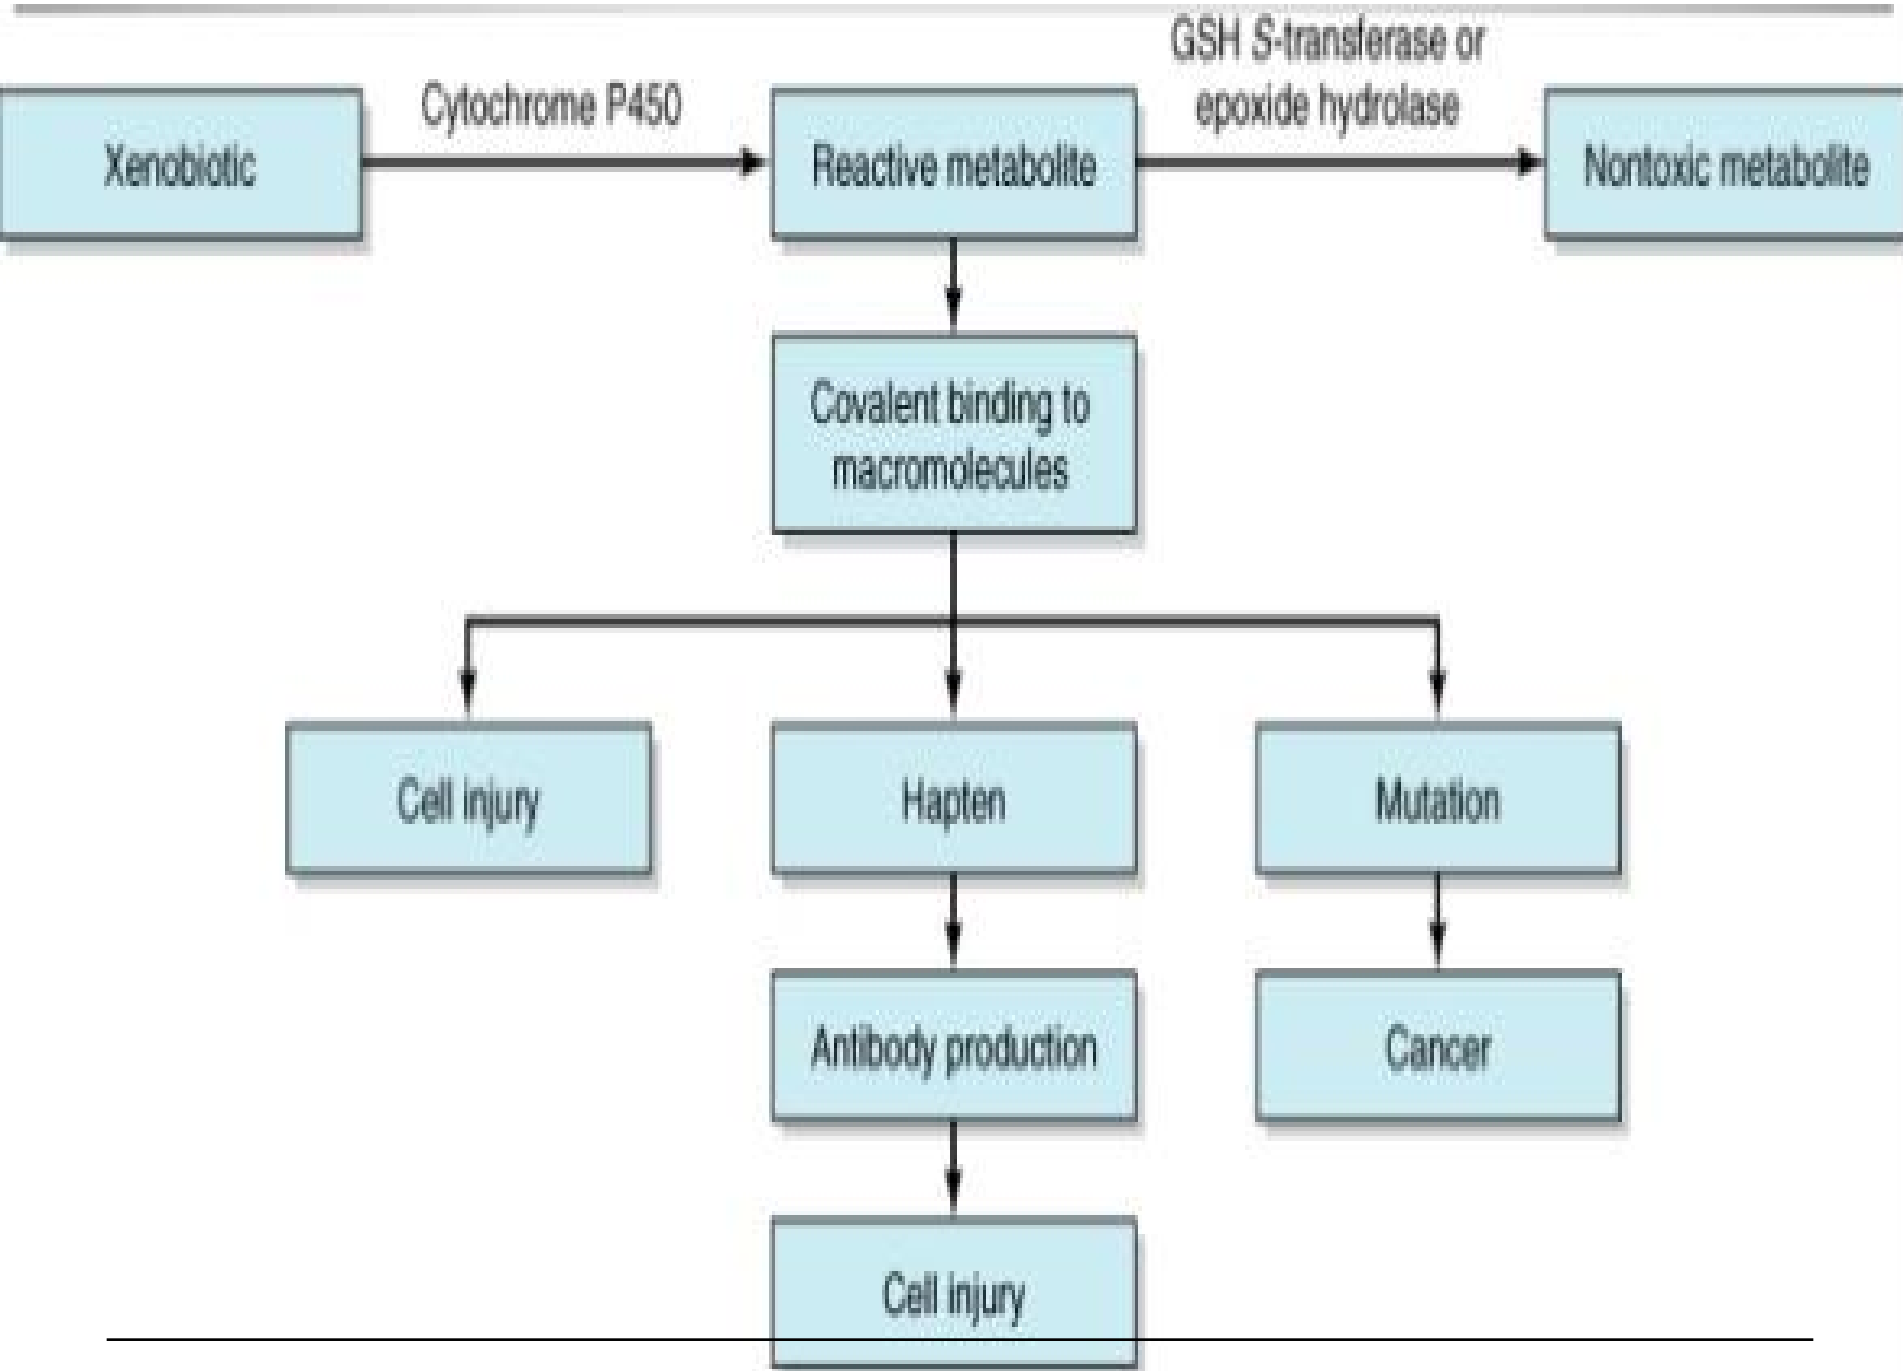 GSH S-transferase or
epoxide hydrolase
Cytochrome P450
Xenobiotic
Reactive metabolite
Nontoxic metabolite
Covalent binding to
macromolecules
Cell injury
Hapten
Mutation
Antibody production
Cancer
Cell injury